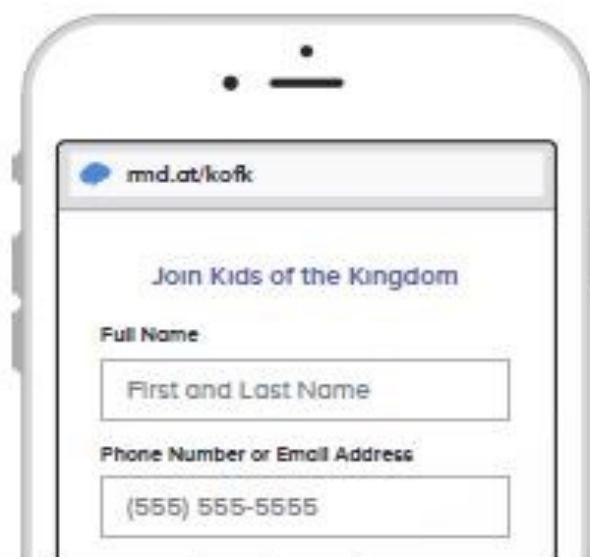 rmd.at/kofk
Join Kids of the Kingdom
Full Name
First and Last Name
Phone Number or Email Address
(555) 555-5555